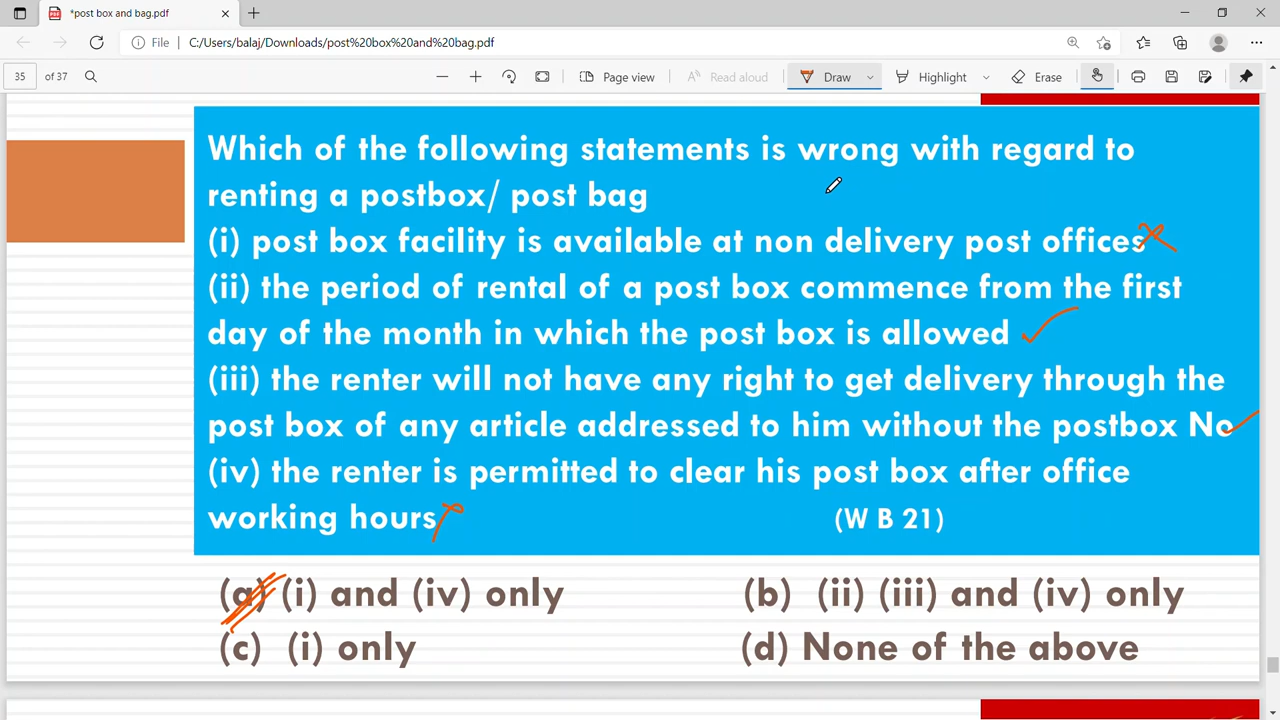 *post box and bag.pdf
File C:/Users/balaj/Downloads/post%20box%20and%20bag.pdf
35 of 37 Page view Read aloud Draw Highlight Erase
Which of the following statements is wrong with regard to
renting a postbox/ post bag
(i) post box facility is available at non delivery post offices
(ii) the period of rental of a post box commence from the first
day of the month in which the post box is allowed
(iii) the renter will not have any right to get delivery through the
post box of any article addressed to him without the postbox No
(iv) the renter is permitted to clear his post box after office
working hours (W B 21)
(a) (i) and (iv) only (b) (ii) (iii) and (iv) only
(c) (i) only (d) None of the above